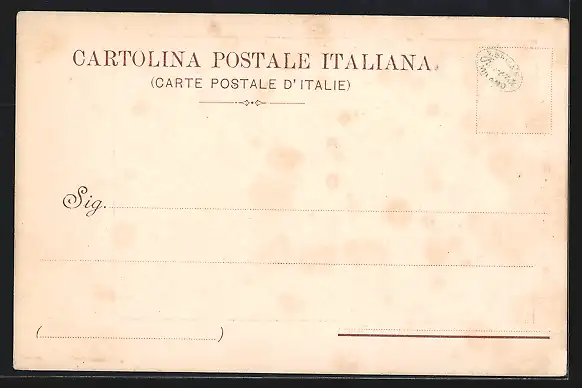 CARTOLINA POSTALE ITALIANA.
(CARTE POSTALE D'ITALIE)
Sig.
( )